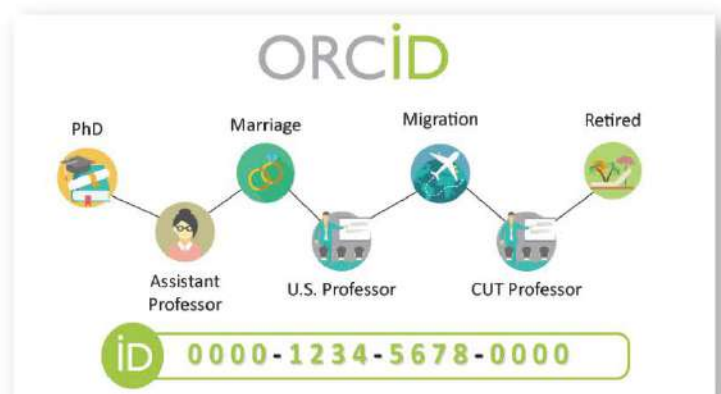 ORCiD
PhD
Marriage
Migration
Retired
Assistant
Professor
U.S. Professor
CUT Professor
iD 0000-1234-5678-0000